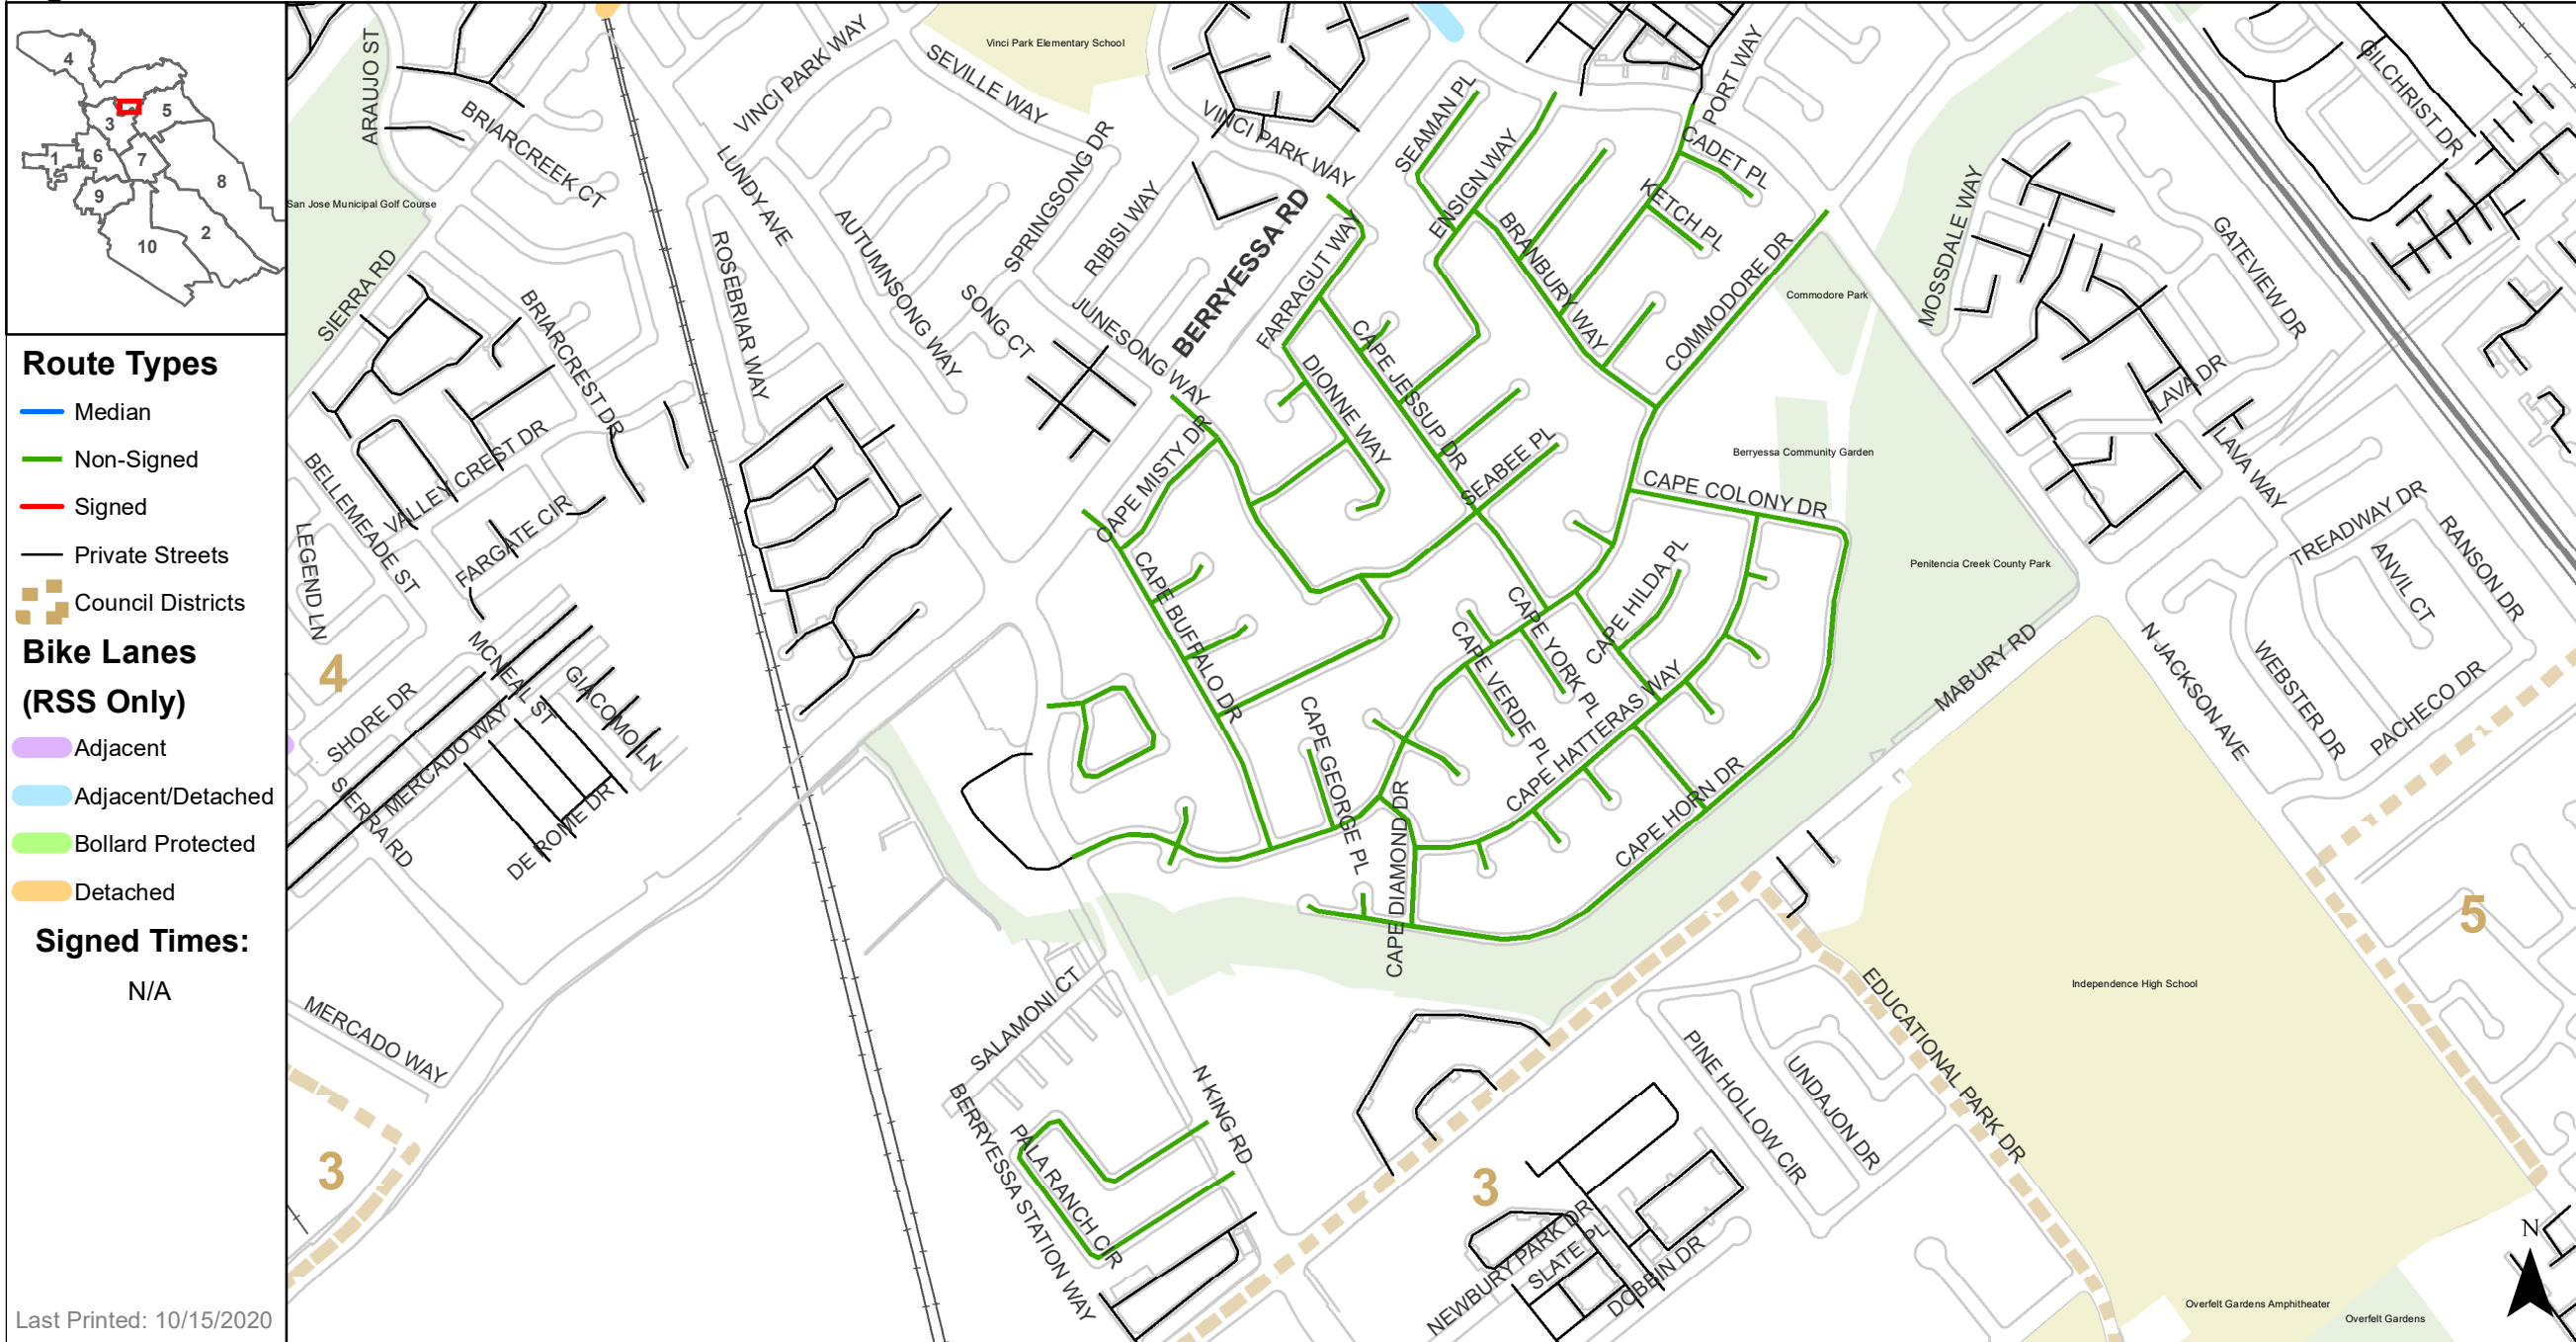 4
5
3
1
6
7
8
9
2
10
Route Types
Median
Non-Signed
Signed
Private Streets
Council Districts
Bike Lanes
(RSS Only)
Adjacent
Adjacent/Detached
Bollard Protected
Detached
Signed Times:
N/A
Last Printed: 10/15/2020
ARAUJO ST
BRIARCREEK CT
VINCI PARK WAY
SEVILLE WAY
Vinci Park Elementary School
VINCI PARK WAY
SEAMAN PL
ENSIGN WAY
PORT WAY
CADET PL
KETCH PL
GILCHRIST DR
San Jose Municipal Golf Course
SIERRA RD
LUNDY AVE
ROSEBRIAR WAY
AUTUMNSONG WAY
SPRINGSONG DR
RIBISI WAY
SONG CT
JUNESONG WAY
BERRYESSA RD
FARRAGUT WAY
BRANBURY WAY
COMMODORE DR
Commodore Park
MOSSDALE WAY
GATEVIEW DR
BRIARCREST DR
VALLEY CREST DR
BELLEMEADE ST
LEGEND LN
FARGATE CIR
CAPE MISTY DR
DIONNE WAY
CAPE JESSUP DR
SEABEE PL
Berryessa Community Garden
CAPE COLONY DR
LAVA DR
LAVA WAY
TREADWAY DR
RANSON DR
ANVIL CT
Penitencia Creek County Park
CAPE BUFFALO DR
CAPE HILDA PL
CAPE YORK PL
CAPE VERDE PL
CAPE HATTERAS WAY
CAPE GEORGE PL
CAPE DIAMOND DR
CAPE HORN DR
MABURY RD
N JACKSON AVE
WEBSTER DR
PACHECO DR
4
SHORE DR
MCNEAL ST
MERCADO WAY
GIACOMO LN
SIERRA RD
DE ROME DR
MERCADO WAY
3
SALAMONI CT
BERRYESSA STATION WAY
PALA RANCH CIR
N KING RD
3
NEWBURY PARK DR
SLATE PL
DOBBIN DR
PINE HOLLOW CIR
UNDAJON DR
EDUCATIONAL PARK DR
Independence High School
5
N
Overfelt Gardens Amphitheater
Overfelt Gardens